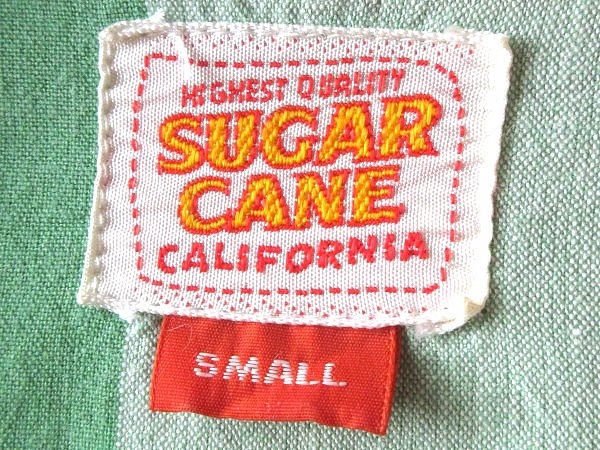 HIGHEST QUALITY
SUGAR
CANE
CALIFORNIA
SMALL